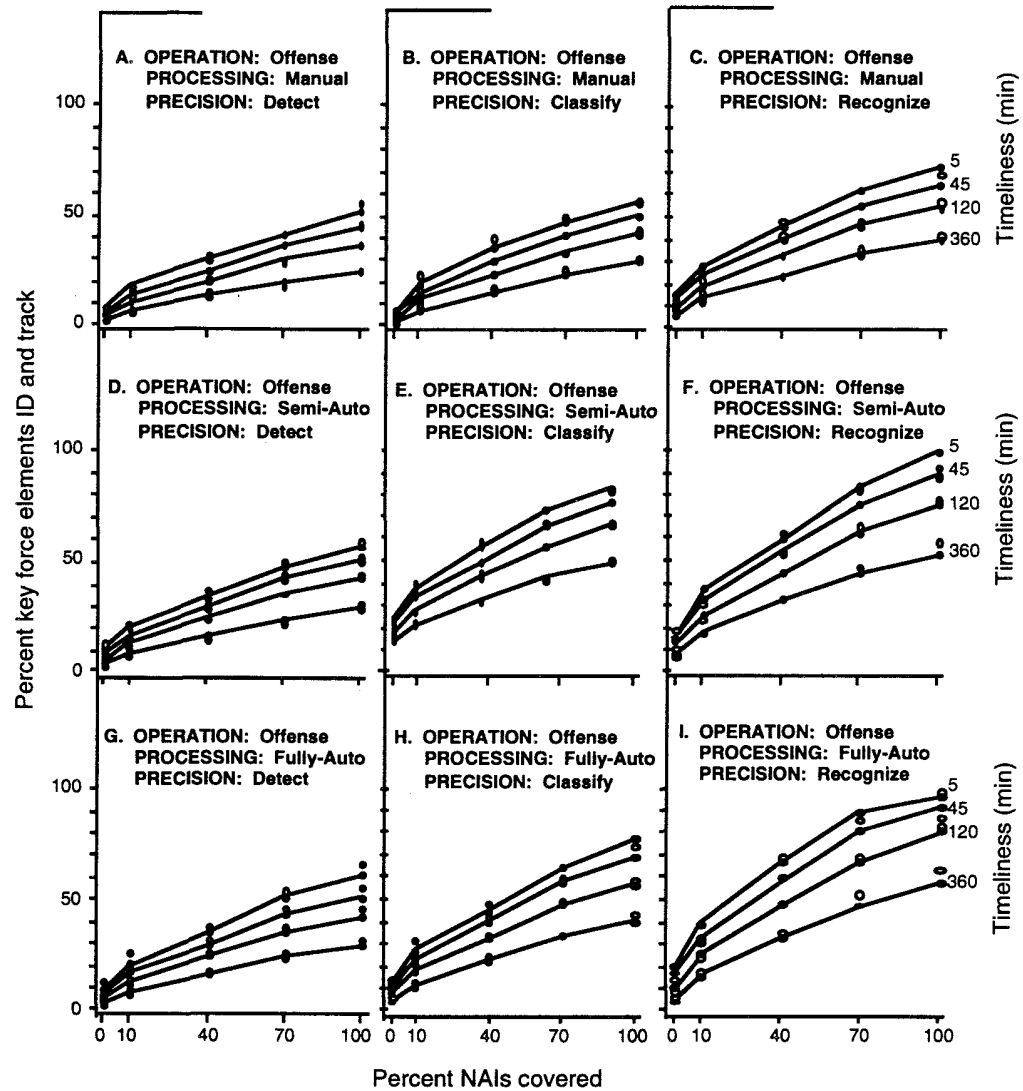 A. OPERATION: Offense
PROCESSING: Manual
PRECISION: Detect
B. OPERATION: Offense
PROCESSING: Manual
PRECISION: Classify
C. OPERATION: Offense
PROCESSING: Manual
PRECISION: Recognize
100
50
0
5
45
120
360
Timeliness (min)
D. OPERATION: Offense
PROCESSING: Semi-Auto
PRECISION: Detect
E. OPERATION: Offense
PROCESSING: Semi-Auto
PRECISION: Classify
F. OPERATION: Offense
PROCESSING: Semi-Auto
PRECISION: Recognize
100
50
0
5
45
120
360
Timeliness (min)
Percent key force elements ID and track
G. OPERATION: Offense
PROCESSING: Fully-Auto
PRECISION: Detect
H. OPERATION: Offense
PROCESSING: Fully-Auto
PRECISION: Classify
I. OPERATION: Offense
PROCESSING: Fully-Auto
PRECISION: Recognize
100
50
0
5
45
120
360
Timeliness (min)
0 10 40 70 100
0 10 40 70 100
0 10 40 70 100
Percent NAIs covered